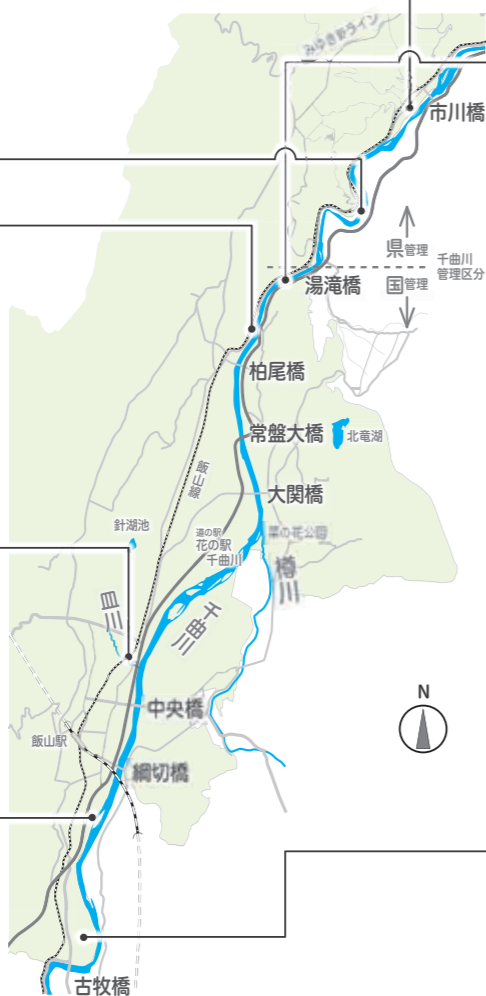 みゆき野ライン
市川橋
県管理
千曲川
管理区分
国管理
湯滝橋
柏尾橋
常盤大橋
北竜湖
飯山線
大関橋
針湖池
道の駅
花の駅
千曲川
菜の花公園
樽川
皿川
千曲川
中央橋
飯山駅
綱切橋
N
古牧橋